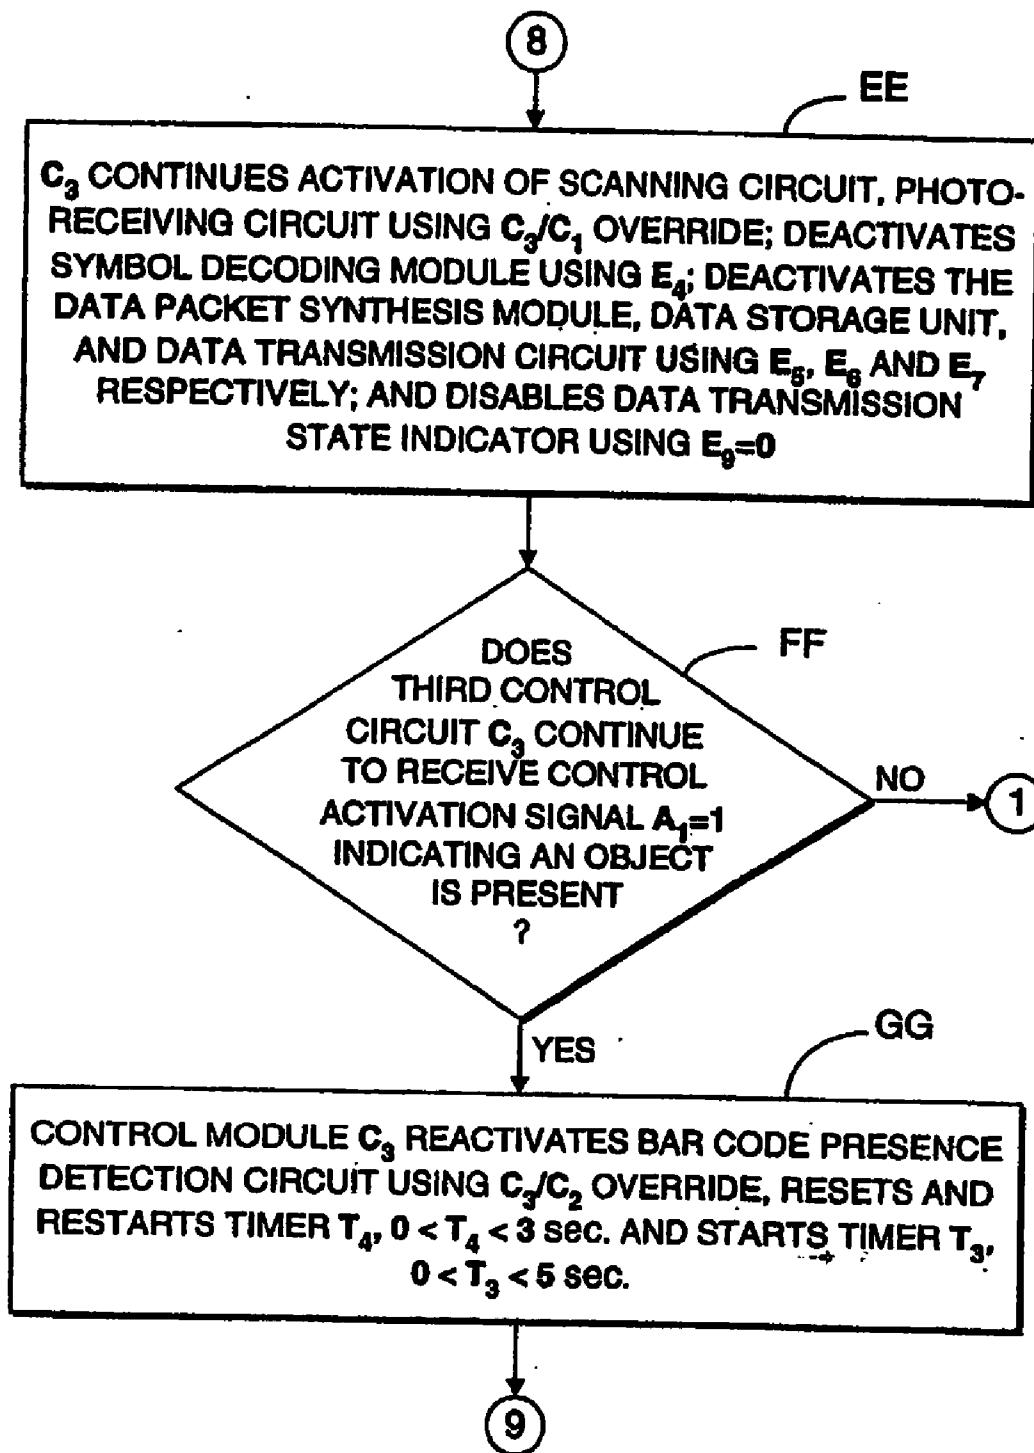 8
EE
C₃ CONTINUES ACTIVATION OF SCANNING CIRCUIT, PHOTO-
RECEIVING CIRCUIT USING C₃/C₁ OVERRIDE; DEACTIVATES
SYMBOL DECODING MODULE USING E₄; DEACTIVATES THE
DATA PACKET SYNTHESIS MODULE, DATA STORAGE UNIT,
AND DATA TRANSMISSION CIRCUIT USING E₅, E₆ AND E₇
RESPECTIVELY; AND DISABLES DATA TRANSMISSION
STATE INDICATOR USING E₉=0
FF
DOES
THIRD CONTROL
CIRCUIT C₃ CONTINUE
TO RECEIVE CONTROL
ACTIVATION SIGNAL A₁=1
INDICATING AN OBJECT
IS PRESENT
?
NO
1
YES
GG
CONTROL MODULE C₃ REACTIVATES BAR CODE PRESENCE
DETECTION CIRCUIT USING C₃/C₂ OVERRIDE, RESETS AND
RESTARTS TIMER T₄, 0 < T₄ < 3 sec. AND STARTS TIMER T₃,
0 < T₃ < 5 sec.
9